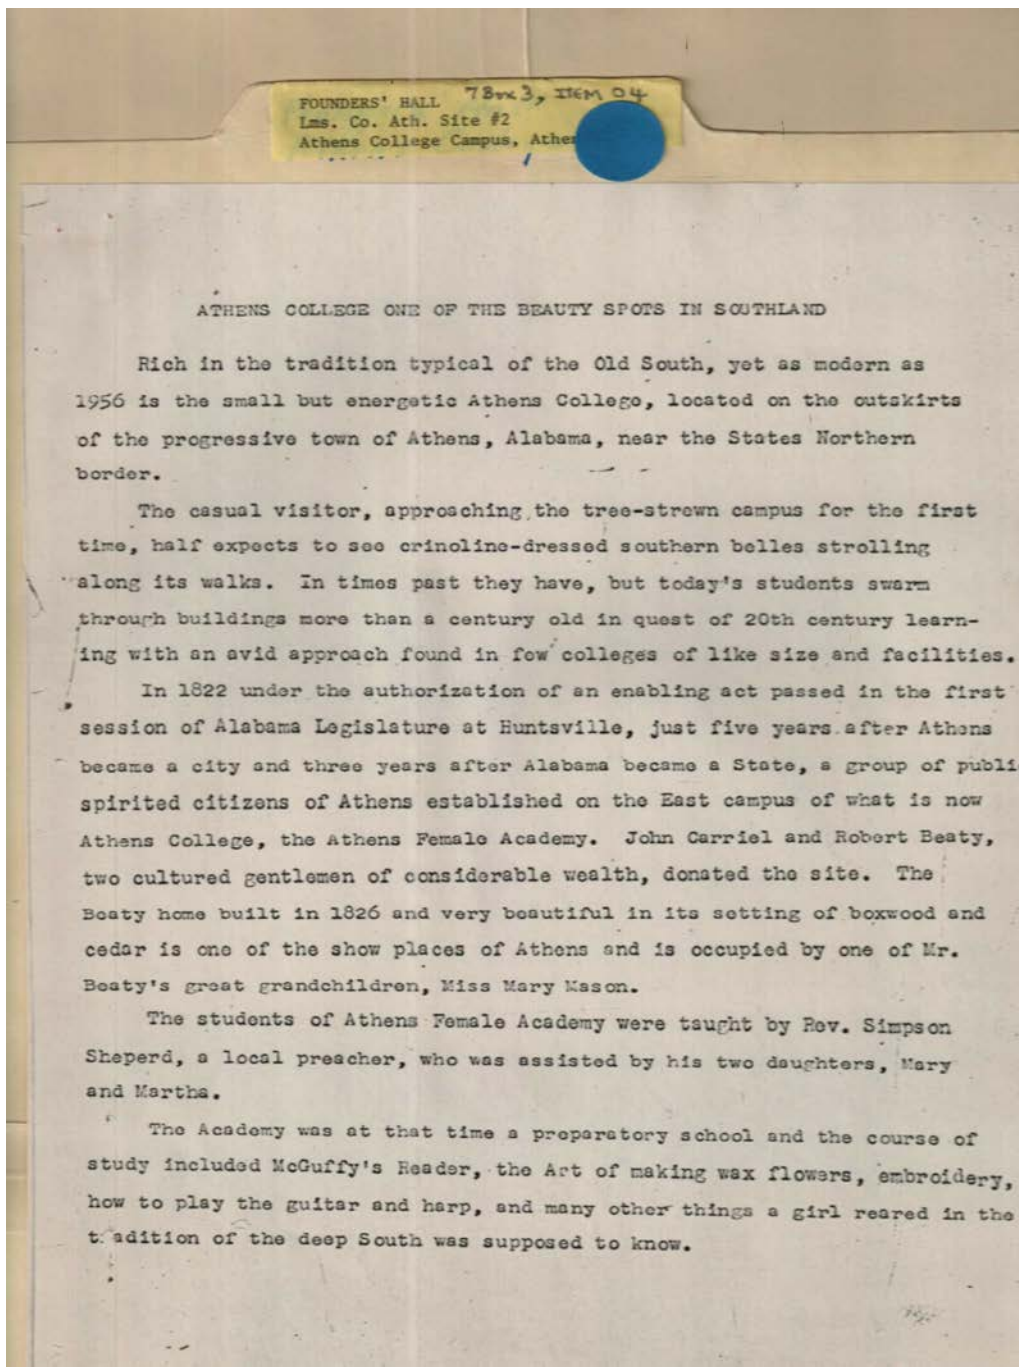 FOUNDERS' HALL 7 Box 3, ITEM 04
Lms. Co. Ath. Site #2
Athens College Campus, Athen
ATHENS COLLEGE ONE OF THE BEAUTY SPOTS IN SOUTHLAND
Rich in the tradition typical of the Old South, yet as modern as
1956 is the small but energetic Athens College, located on the outskirts
of the progressive town of Athens, Alabama, near the States Northern
border.
The casual visitor, approaching the tree-strewn campus for the first
time, half expects to see crinoline-dressed southern belles strolling
along its walks. In times past they have, but today's students swarm
through buildings more than a century old in quest of 20th century learn-
ing with an avid approach found in few colleges of like size and facilities.
In 1822 under the authorization of an enabling act passed in the first
session of Alabama Legislature at Huntsville, just five years after Athens
became a city and three years after Alabama became a State, a group of publi
spirited citizens of Athens established on the East campus of what is now
Athens College, the Athens Female Academy. John Carriel and Robert Beaty,
two cultured gentlemen of considerable wealth, donated the site. The
Beaty home built in 1826 and very beautiful in its setting of boxwood and
cedar is one of the show places of Athens and is occupied by one of Mr.
Beaty's great grandchildren, Miss Mary Mason.
The students of Athens Female Academy were taught by Rev. Simpson
Sheperd, a local preacher, who was assisted by his two daughters, Mary
and Martha.
The Academy was at that time a preparatory school and the course of
study included McGuffy's Reader, the Art of making wax flowers, embroidery,
how to play the guitar and harp, and many other things a girl reared in the
tradition of the deep South was supposed to know.